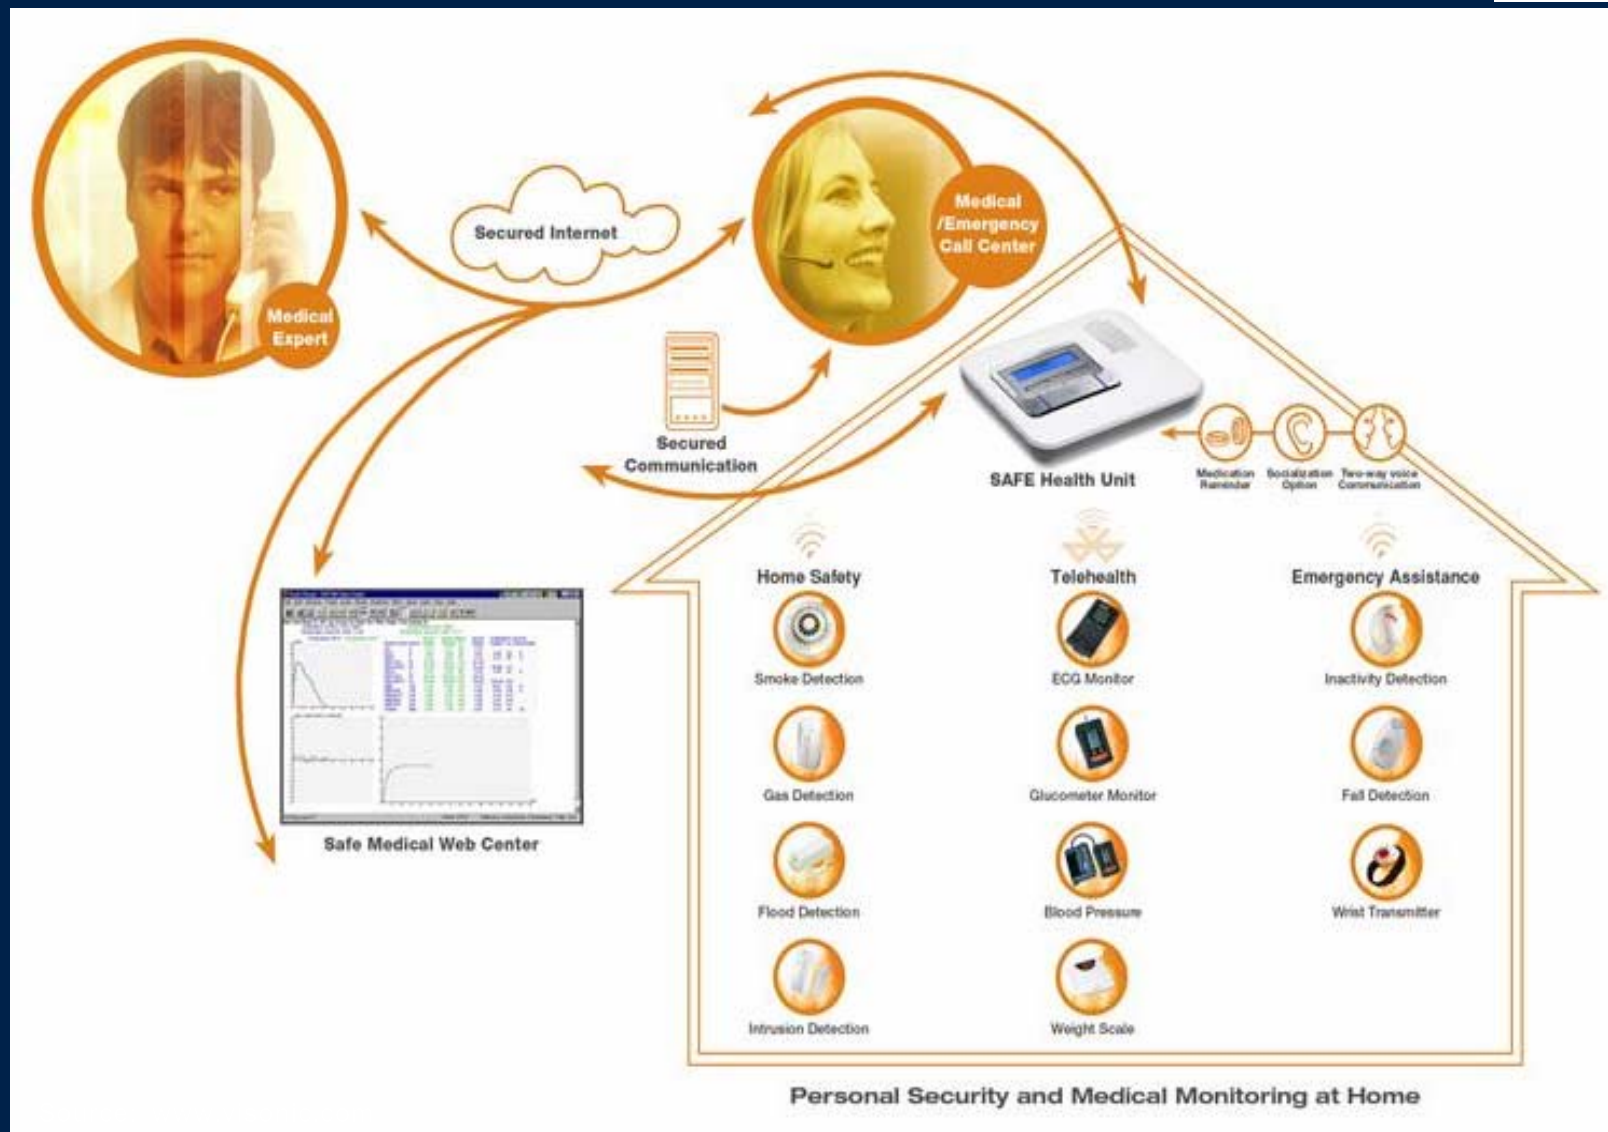 Medical
Expert
Secured Internet
Medical
/Emergency
Call Center
Secured
Communication
SAFE Health Unit
Medication
Reminder
Socialization
Option
Two-way voice
Communication
Home Safety
Telehealth
Emergency Assistance
Smoke Detection
ECG Monitor
Inactivity Detection
Gas Detection
Glucometer Monitor
Fall Detection
Flood Detection
Blood Pressure
Wrist Transmitter
Intrusion Detection
Weight Scale
Safe Medical Web Center
Personal Security and Medical Monitoring at Home